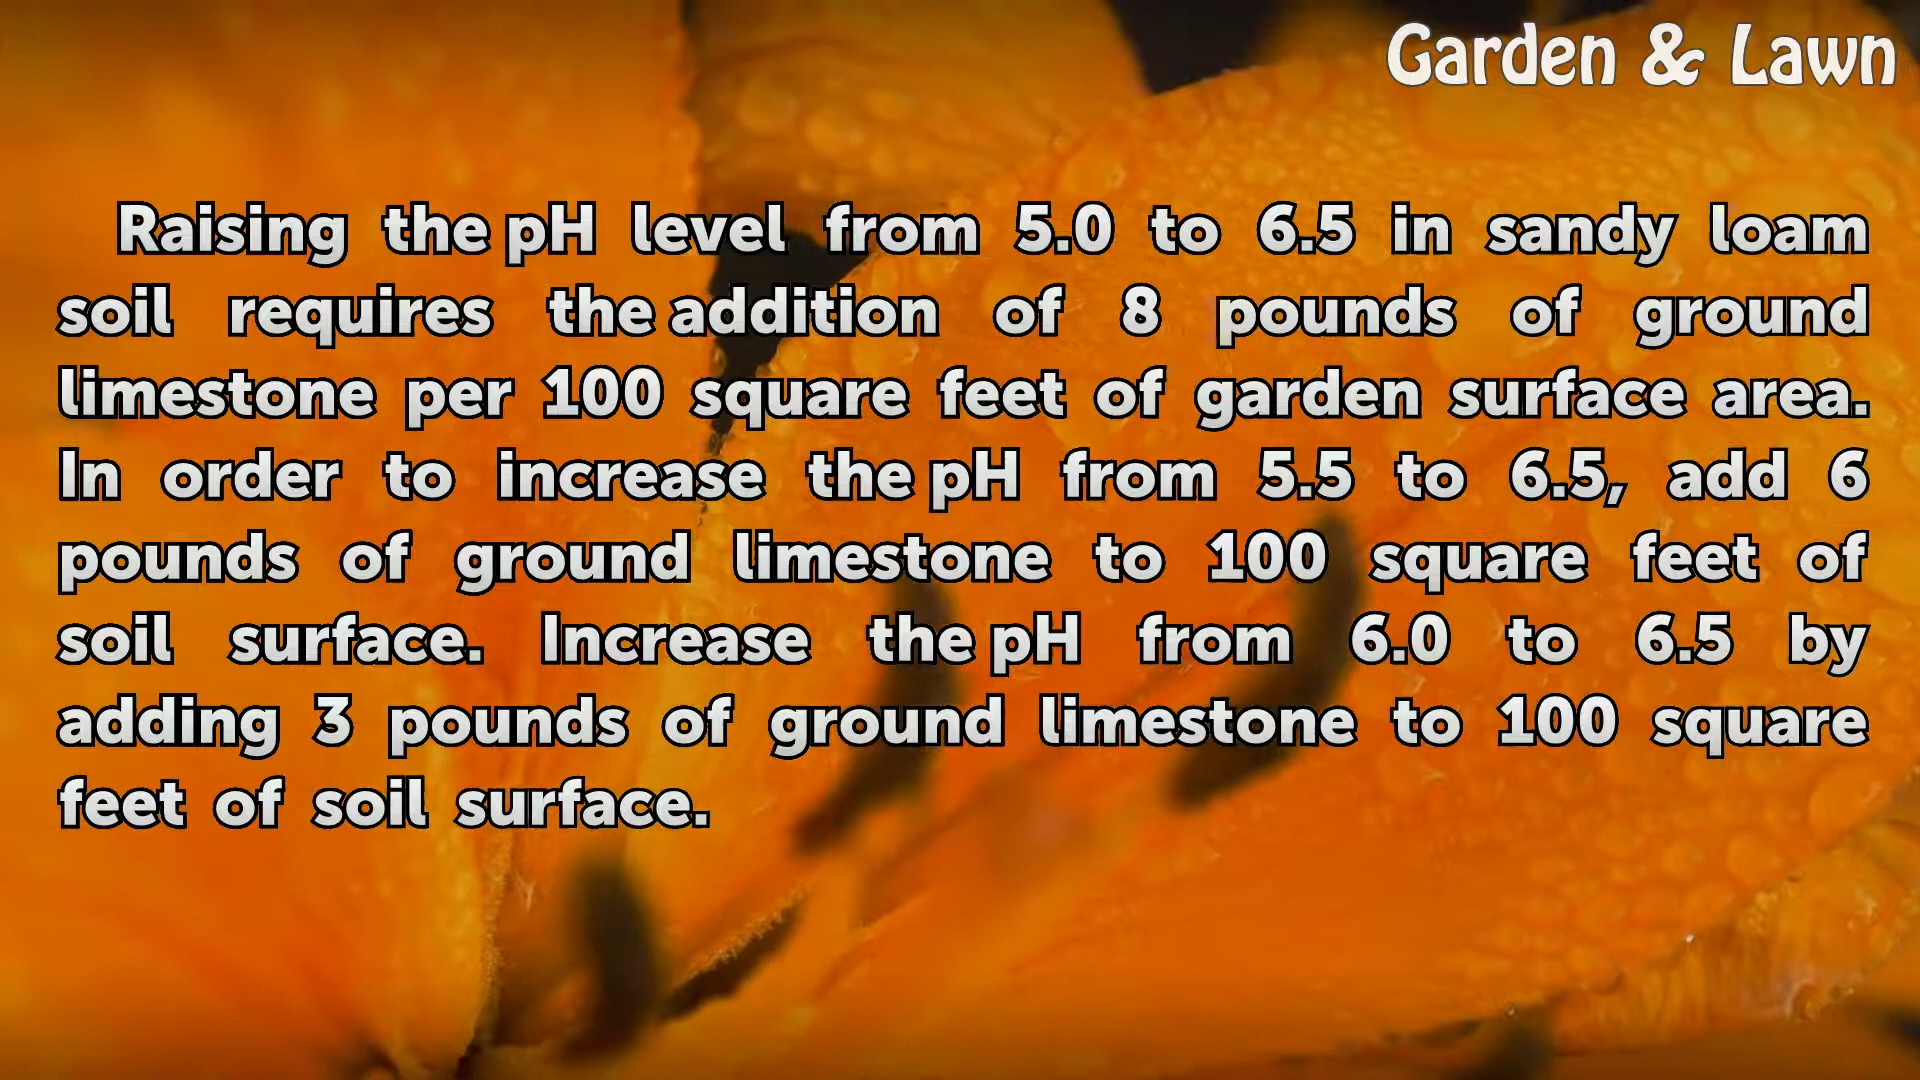 Garden & Lawn
Raising the pH level from 5.0 to 6.5 in sandy loam
soil requires the addition of 8 pounds of ground
limestone per 100 square feet of garden surface area.
In order to increase the pH from 5.5 to 6.5, add 6
pounds of ground limestone to 100 square feet of
soil surface. Increase the pH from 6.0 to 6.5 by
adding 3 pounds of ground limestone to 100 square
feet of soil surface.